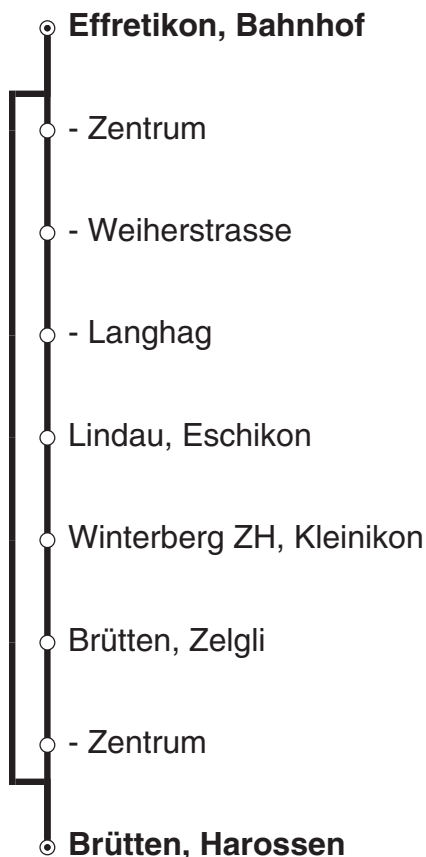 Effretikon, Bahnhof
- Zentrum
- Weiherstrasse
- Langhag
Lindau, Eschikon
Winterberg ZH, Kleinikon
Brütten, Zelgli
- Zentrum
Brütten, Harossen